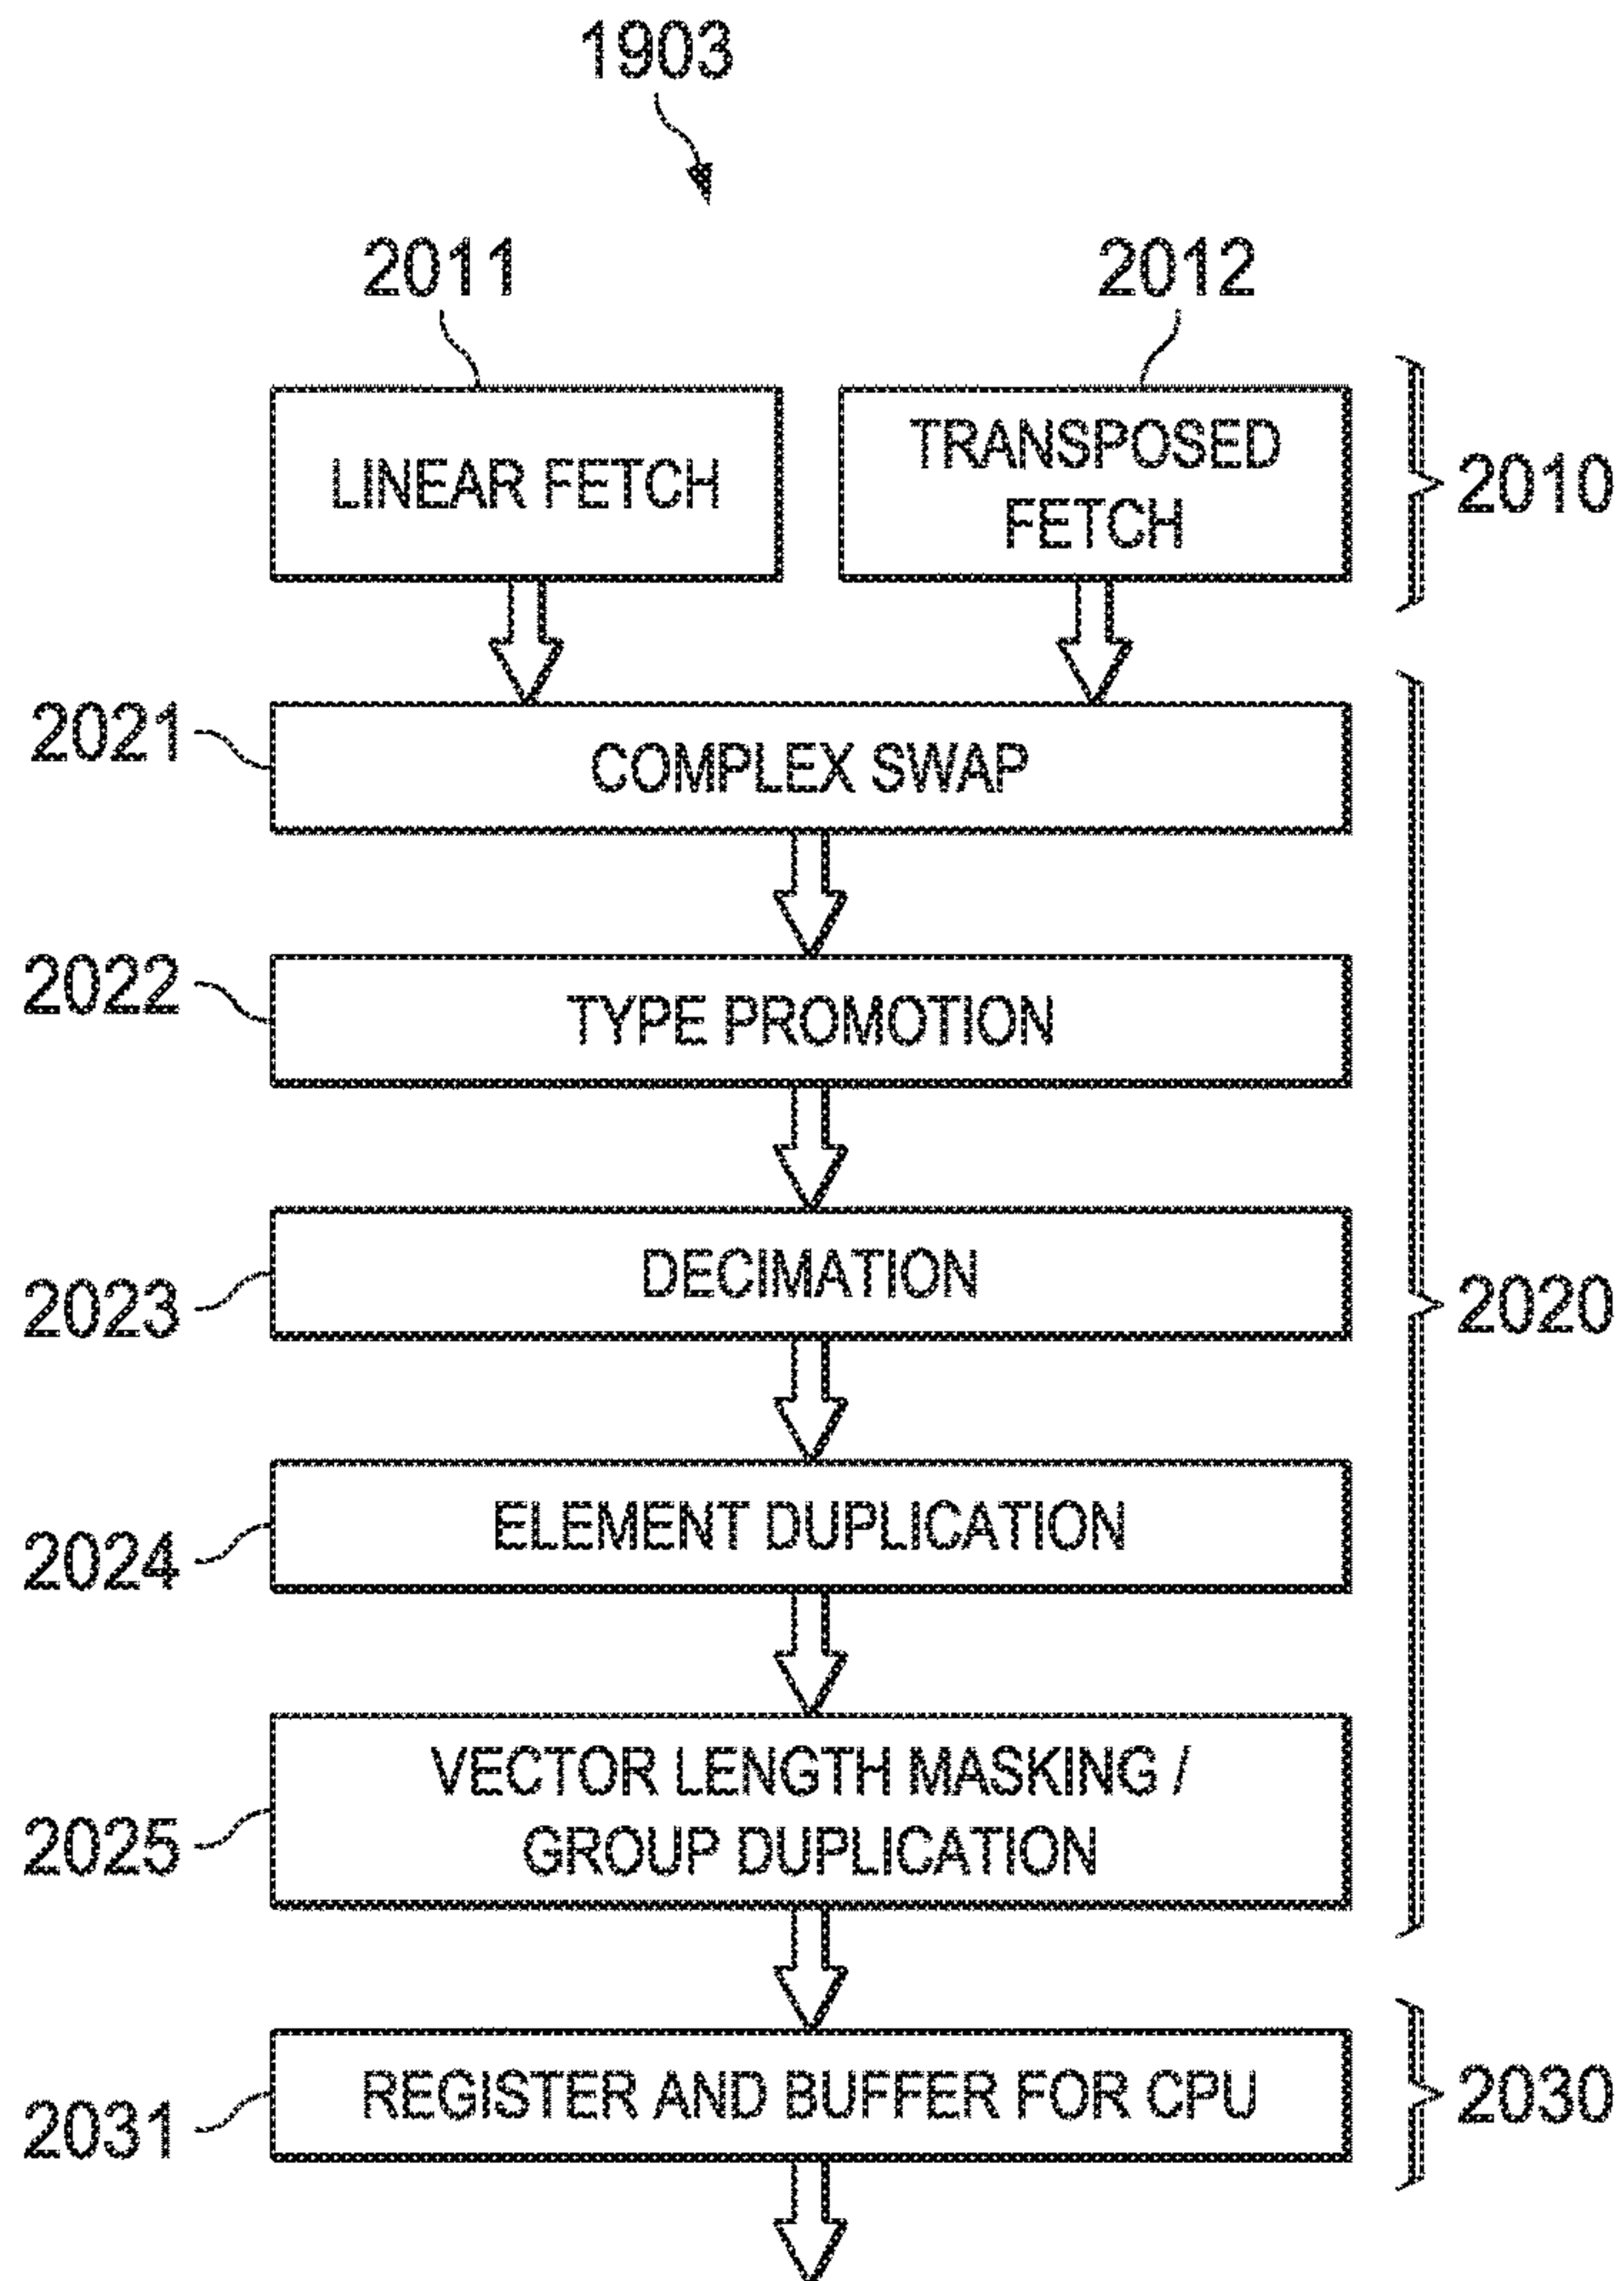 1903
2011
2012
LINEAR FETCH
TRANSPOSED
FETCH
2010
2021
COMPLEX SWAP
2022
TYPE PROMOTION
2023
DECIMATION
2020
2024
ELEMENT DUPLICATION
2025
VECTOR LENGTH MASKING /
GROUP DUPLICATION
2031
REGISTER AND BUFFER FOR CPU
2030